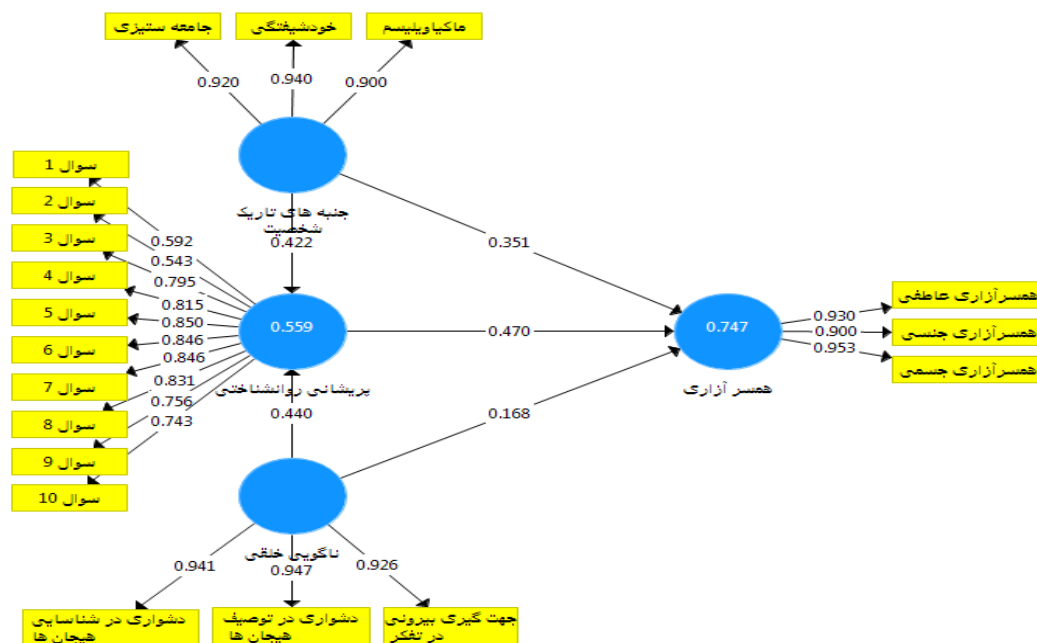 جامعه ستیزی
خودشیفتگی
ماکیاویلیسم
0.920
0.940
0.900
جنبه های تاریک
شخصیت
0.422
0.351
سوال 1
سوال 2
سوال 3
سوال 4
سوال 5
سوال 6
سوال 7
سوال 8
سوال 9
سوال 10
0.592
0.543
0.795
0.815
0.850
0.846
0.846
0.831
0.756
0.743
0.559
پریشانی روانشناختی
0.470
0.747
همسر آزاری
0.930
0.900
0.953
همسرآزاری عاطفی
همسرآزاری جنسی
همسرآزاری جسمی
0.440
0.168
ناگویی خلقی
0.941
0.947
0.926
دشواری در شناسایی
هیجان ها
دشواری در توصیف
هیجان ها
جهت گیری بیرونی
در تفکر